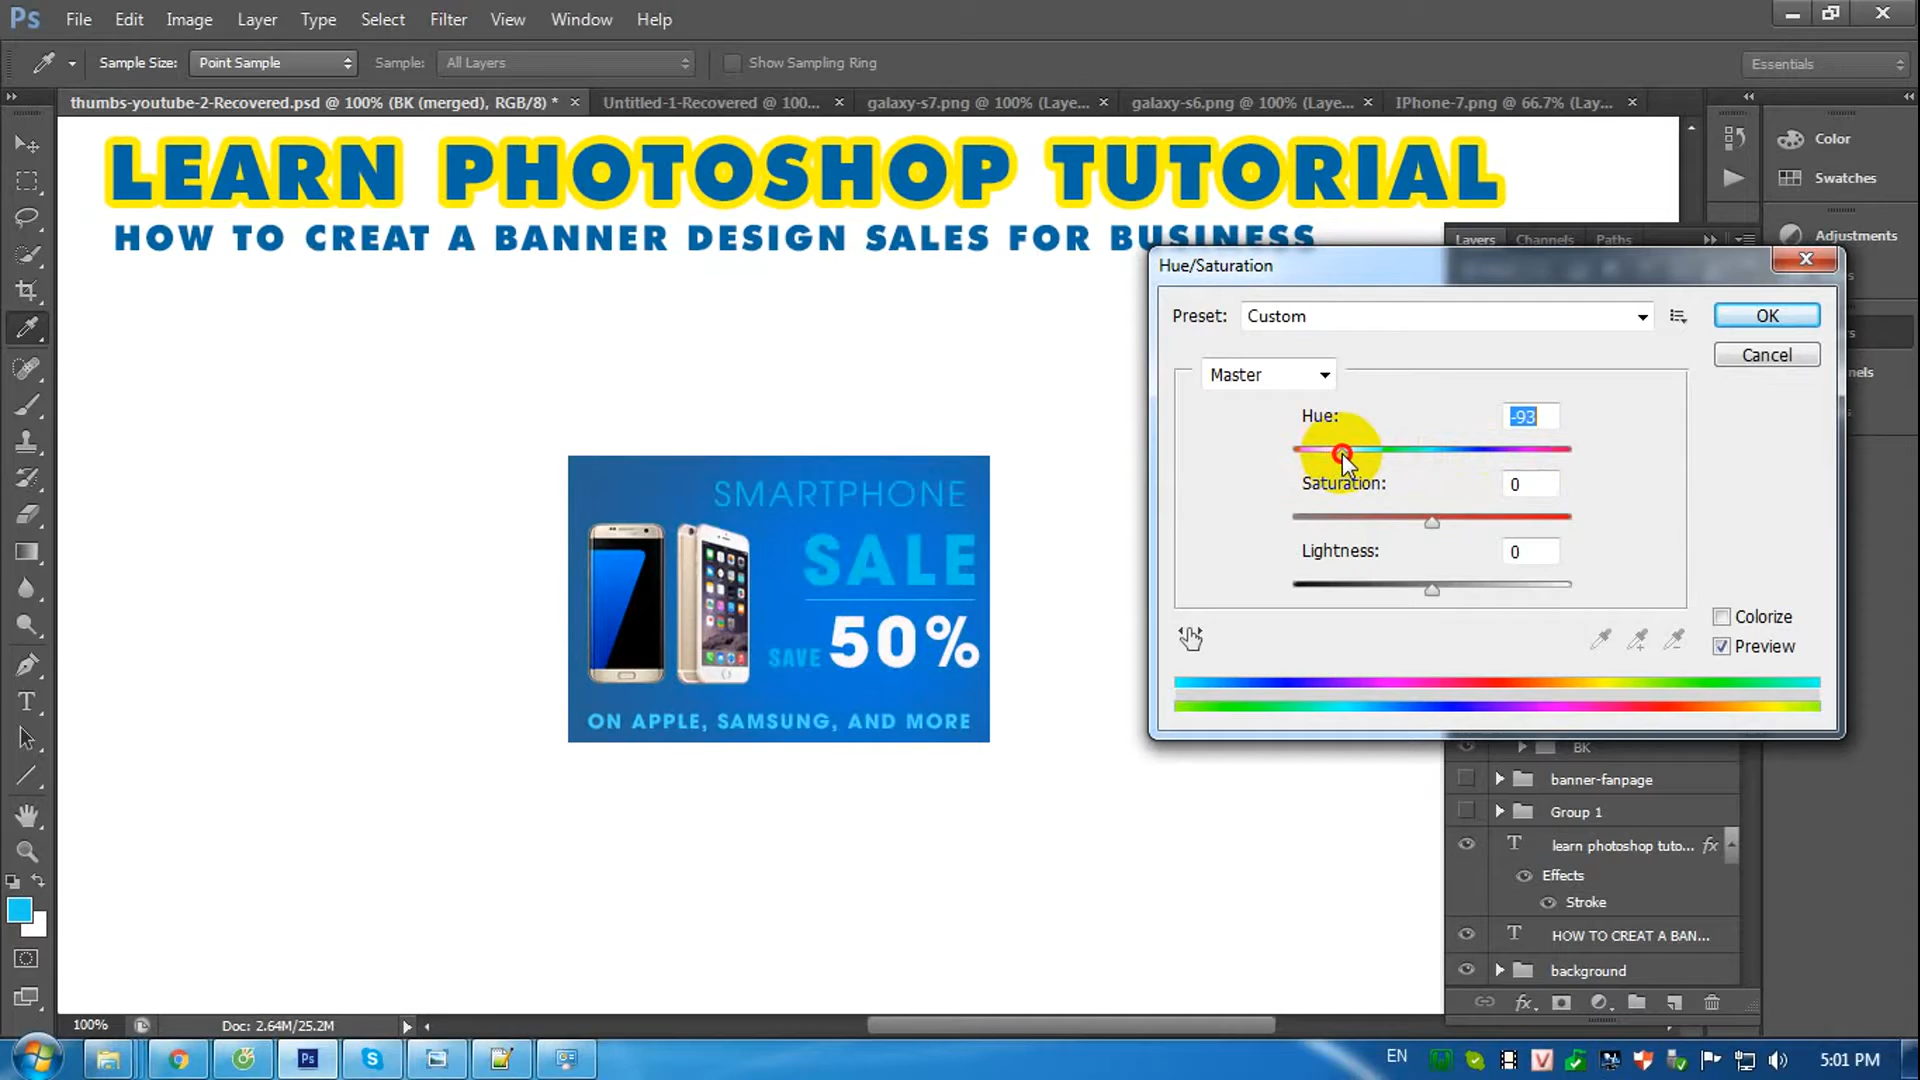 Ps File Edit Image Layer Type Select Filter View Window Help
Sample Size: Point Sample Sample: All Layers Show Sampling Ring Essentials
thumbs-youtube-2-Recovered.psd @ 100% (BK (merged), RGB/8) * × Untitled-1-Recovered @ 100... × galaxy-s7.png @ 100% (Laye... × galaxy-s6.png @ 100% (Laye... × IPhone-7.png @ 66.7% (Lay... ×
LEARN PHOTOSHOP TUTORIAL
HOW TO CREAT A BANNER DESIGN SALES FOR BUSINESS
Color
Swatches
Adjustments
Layers Channels Paths
Hue/Saturation
Preset: Custom
OK
Cancel
Master
Hue: -93
Saturation: 0
Lightness: 0
Colorize
Preview
SMARTPHONE
SALE
SAVE 50%
ON APPLE, SAMSUNG, AND MORE
BK
banner-fanpage
Group 1
T learn photoshop tuto... fx
Effects
Stroke
T HOW TO CREAT A BAN...
background
100% Doc: 2.64M/25.2M
EN 5:01 PM